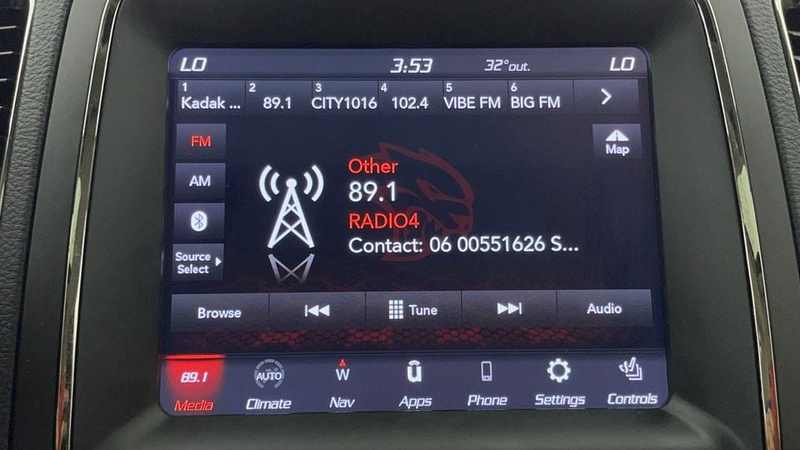 LO 3:53 32°out. LO
1 Kadak ... 2 89.1 3 CITY1016 4 102.4 5 VIBE FM 6 BIG FM
FM
Map
Other
AM
89.1
RADIO4
Contact: 06 00551626 S...
Source
Select
Browse Tune Audio
89.1 AUTO W ū
Media Climate Nav Apps Phone Settings Controls